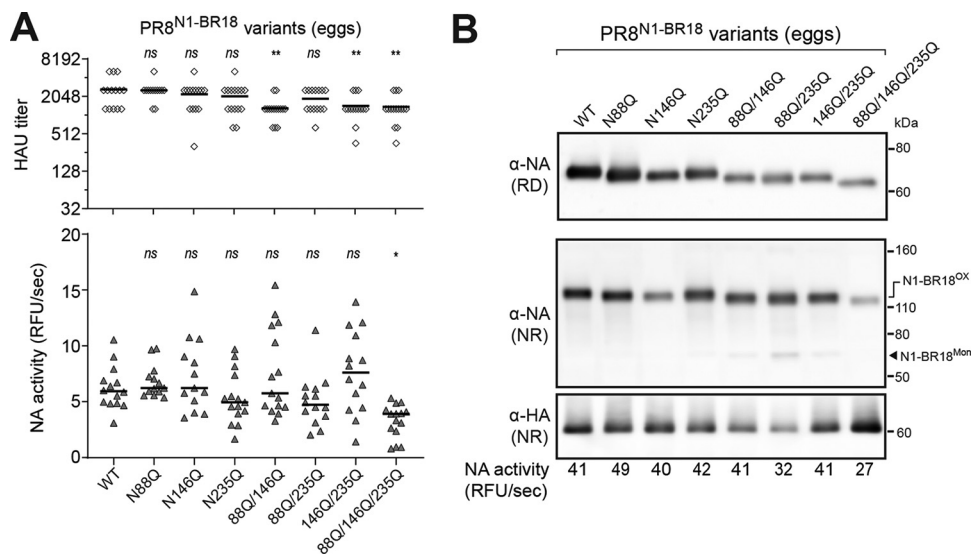 A
PR8N1-BR18 variants (eggs)
ns ns ns ** ns ** **
HAU titer
8192
2048
512
128
32
ns ns ns ns ns ns *
NA activity (RFU/sec)
20
15
10
5
0
WT N88Q N146Q N235Q 88Q/146Q 88Q/235Q 146Q/235Q 88Q/146Q/235Q
B
PR8N1-BR18 variants (eggs)
WT N88Q N146Q N235Q 88Q/146Q 88Q/235Q 146Q/235Q 88Q/146Q/235Q
kDa
α-NA
(RD)
80
60
α-NA
(NR)
160
N1-BR18OX
110
80
N1-BR18Mon
50
α-HA
(NR)
60
NA activity
(RFU/sec)
41 49 40 42 41 32 41 27